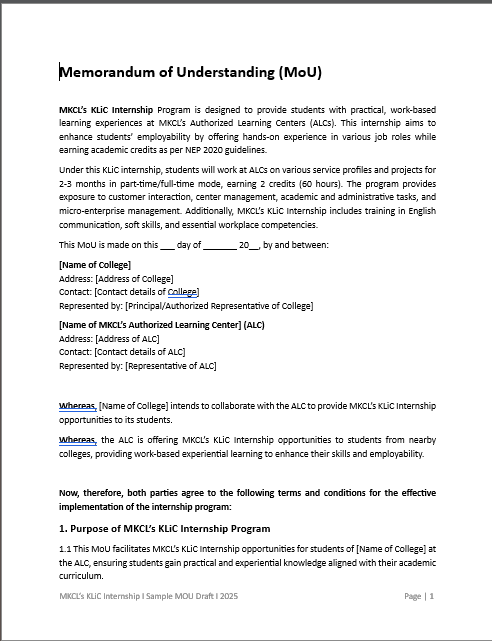 Memorandum of Understanding (MoU)
MKCL's KLiC Internship Program is designed to provide students with practical, work-based
learning experiences at MKCL's Authorized Learning Centers (ALCs). This internship aims to
enhance students' employability by offering hands-on experience in various job roles while
earning academic credits as per NEP 2020 guidelines.
Under this KLiC internship, students will work at ALCs on various service profiles and projects for
2-3 months in part-time/full-time mode, earning 2 credits (60 hours). The program provides
exposure to customer interaction, center management, academic and administrative tasks, and
micro-enterprise management. Additionally, MKCL's KLiC Internship includes training in English
communication, soft skills, and essential workplace competencies.
This MoU is made on this ___ day of _______ 20__, by and between:
[Name of College]
Address: [Address of College]
Contact: [Contact details of College]
Represented by: [Principal/Authorized Representative of College]
[Name of MKCL's Authorized Learning Center] (ALC)
Address: [Address of ALC]
Contact: [Contact details of ALC]
Represented by: [Representative of ALC]
Whereas, [Name of College] intends to collaborate with the ALC to provide MKCL's KLiC Internship
opportunities to its students.
Whereas, the ALC is offering MKCL's KLiC Internship opportunities to students from nearby
colleges, providing work-based experiential learning to enhance their skills and employability.
Now, therefore, both parties agree to the following terms and conditions for the effective
implementation of the internship program:
1. Purpose of MKCL's KLiC Internship Program
1.1 This MoU facilitates MKCL's KLiC Internship opportunities for students of [Name of College] at
the ALC, ensuring students gain practical and experiential knowledge aligned with their academic
curriculum.
MKCL's KLiC Internship I Sample MOU Draft I 2025 Page | 1